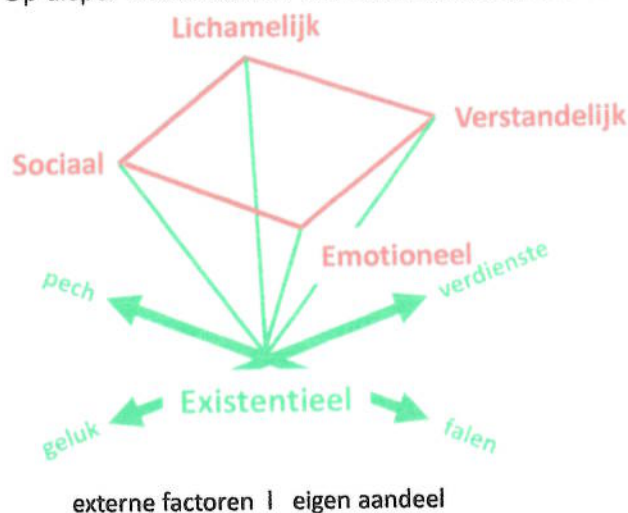 Lichamelijk
Verstandelijk
Sociaal
Emotioneel
pech
verdienste
Existentieel
geluk
falen
externe factoren | eigen aandeel